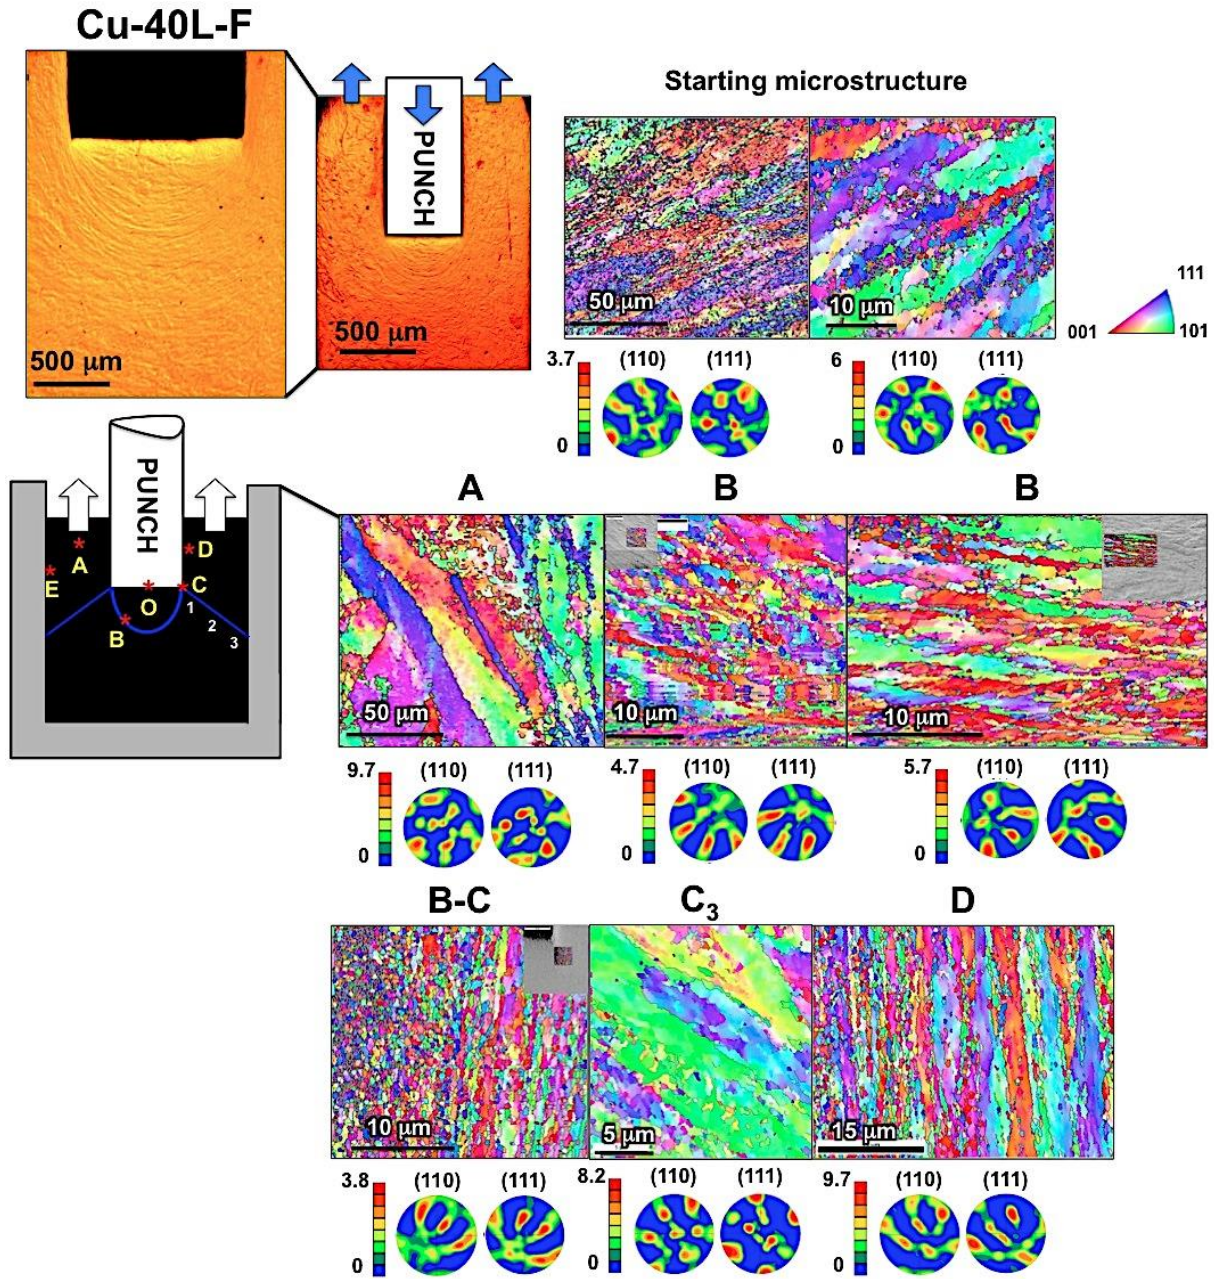 Cu-40L-F
Starting microstructure
PUNCH
500 μm
500 μm
50 μm
10 μm
111
001
101
3.7
(110)
(111)
0
6
(110)
(111)
0
PUNCH
A
D
E
C
O
B
1
2
3
A
B
B
50 μm
10 μm
10 μm
9.7
(110)
(111)
0
4.7
(110)
(111)
0
5.7
(110)
(111)
0
B-C
C3
D
10 μm
5 μm
15 μm
3.8
(110)
(111)
0
8.2
(110)
(111)
0
9.7
(110)
(111)
0